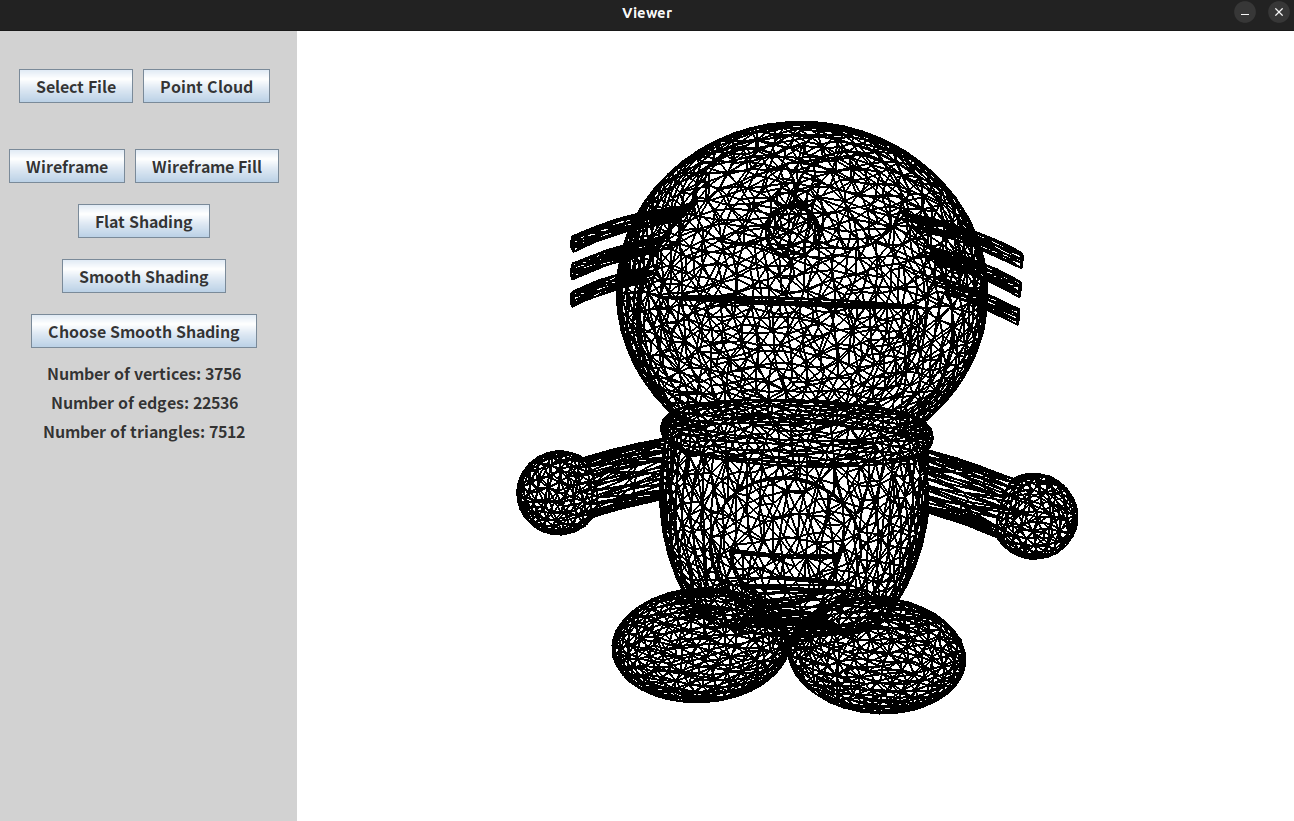 Viewer
Select File Point Cloud
Wireframe Wireframe Fill
Flat Shading
Smooth Shading
Choose Smooth Shading
Number of vertices: 3756
Number of edges: 22536
Number of triangles: 7512